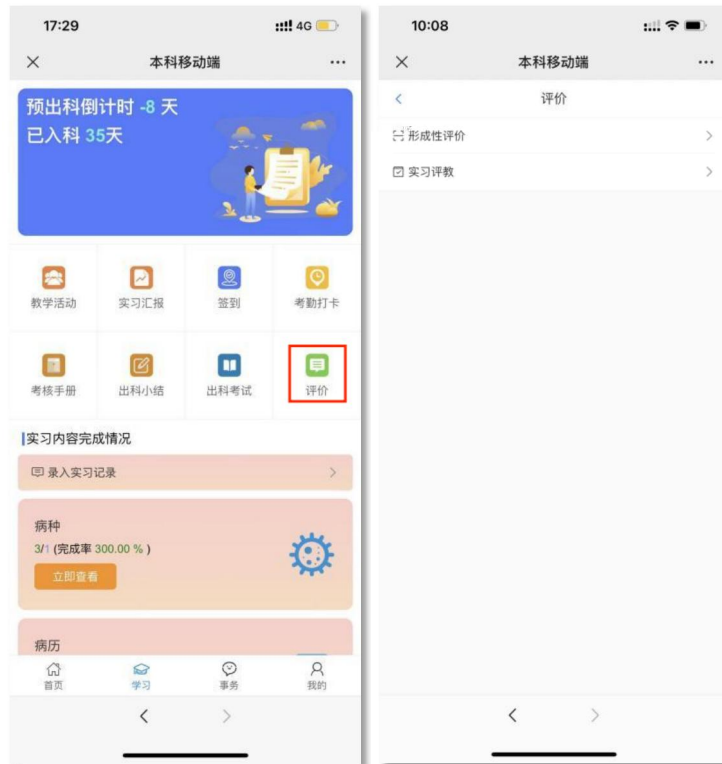 17:29
4G
本科移动端
预出科倒计时 -8 天
已入科 35天
教学活动
实习汇报
签到
考勤打卡
考核手册
出科小结
出科考试
评价
实习内容完成情况
录入实习记录
病种
3/1 (完成率 300.00 % )
立即查看
病历
首页
学习
事务
我的
10:08
本科移动端
评价
形成性评价
实习评教